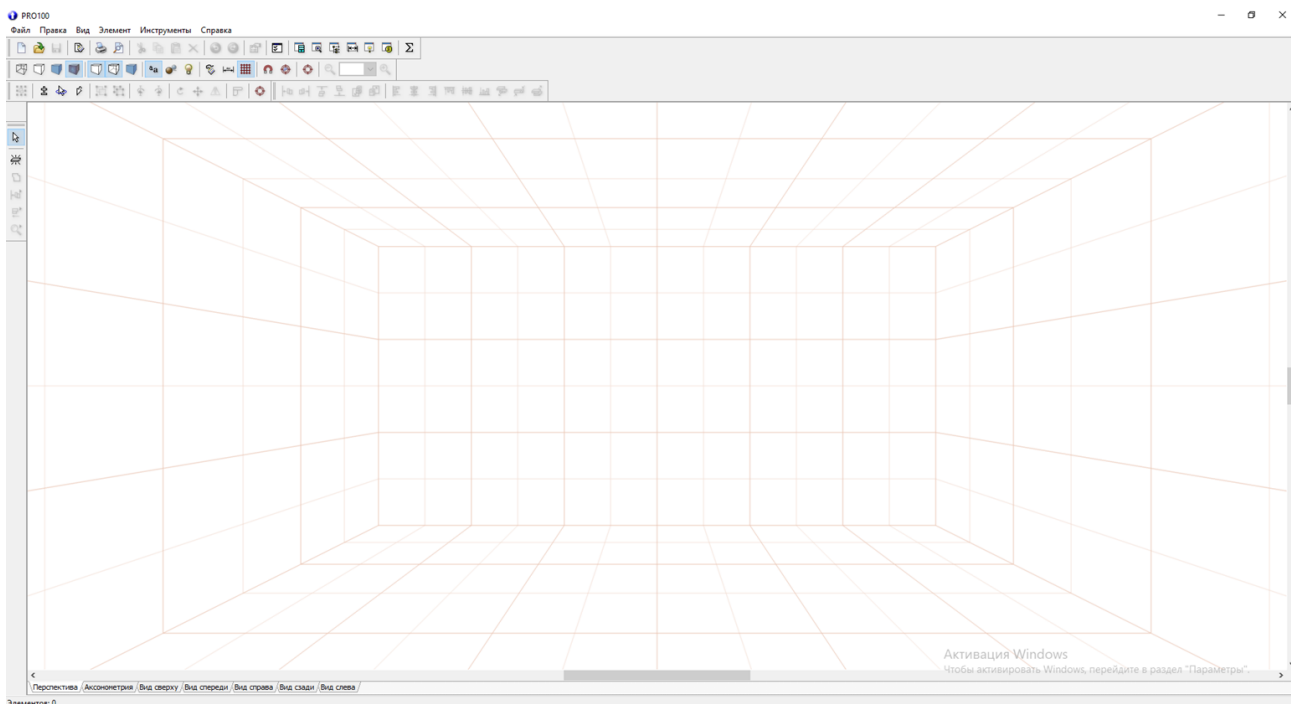 PRO100
Файл Правка Вид Элемент Инструменты Справка
Активация Windows
Чтобы активировать Windows, перейдите в раздел "Параметры".
Перспектива Аксонометрия Вид сверху Вид спереди Вид справа Вид сзади Вид слева
Элементов: 0